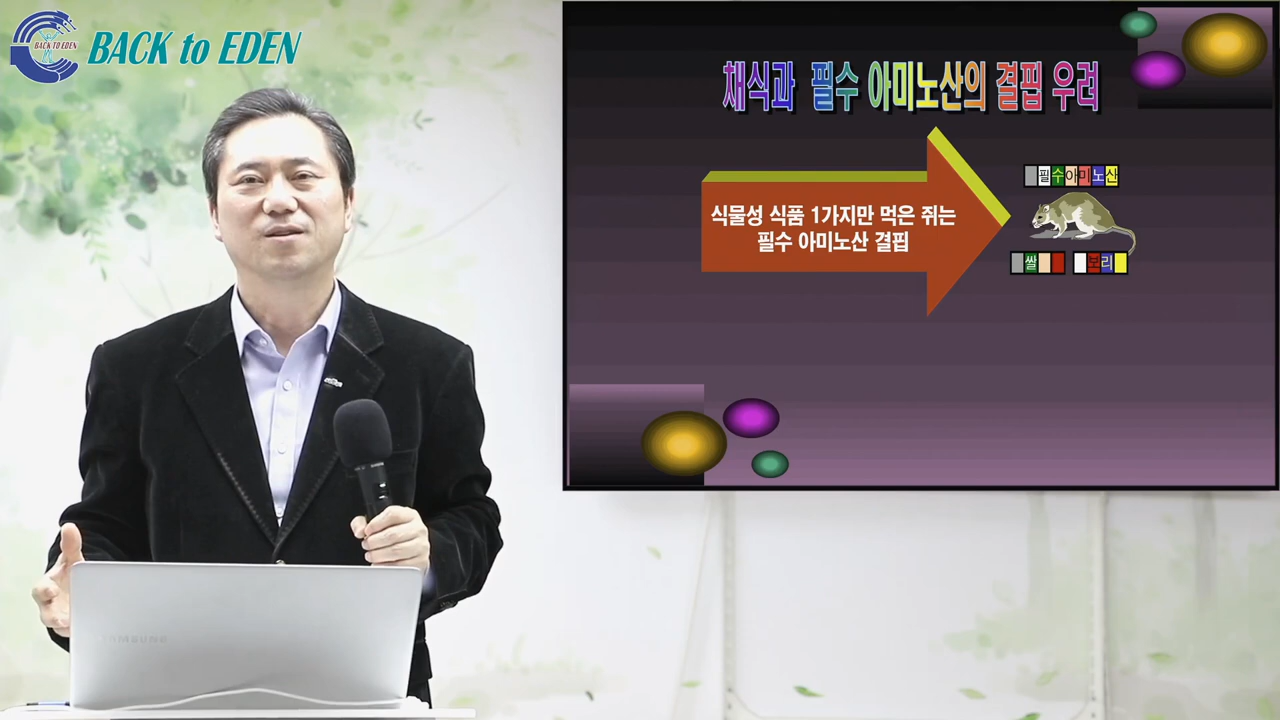 BACK TO EDEN
BACK to EDEN
채식과 필수 아미노산의 결핍 우려
식물성 식품 1가지만 먹은 쥐는
필수 아미노산 결핍
필수아미노산
쌀 보리
SAMSUNG